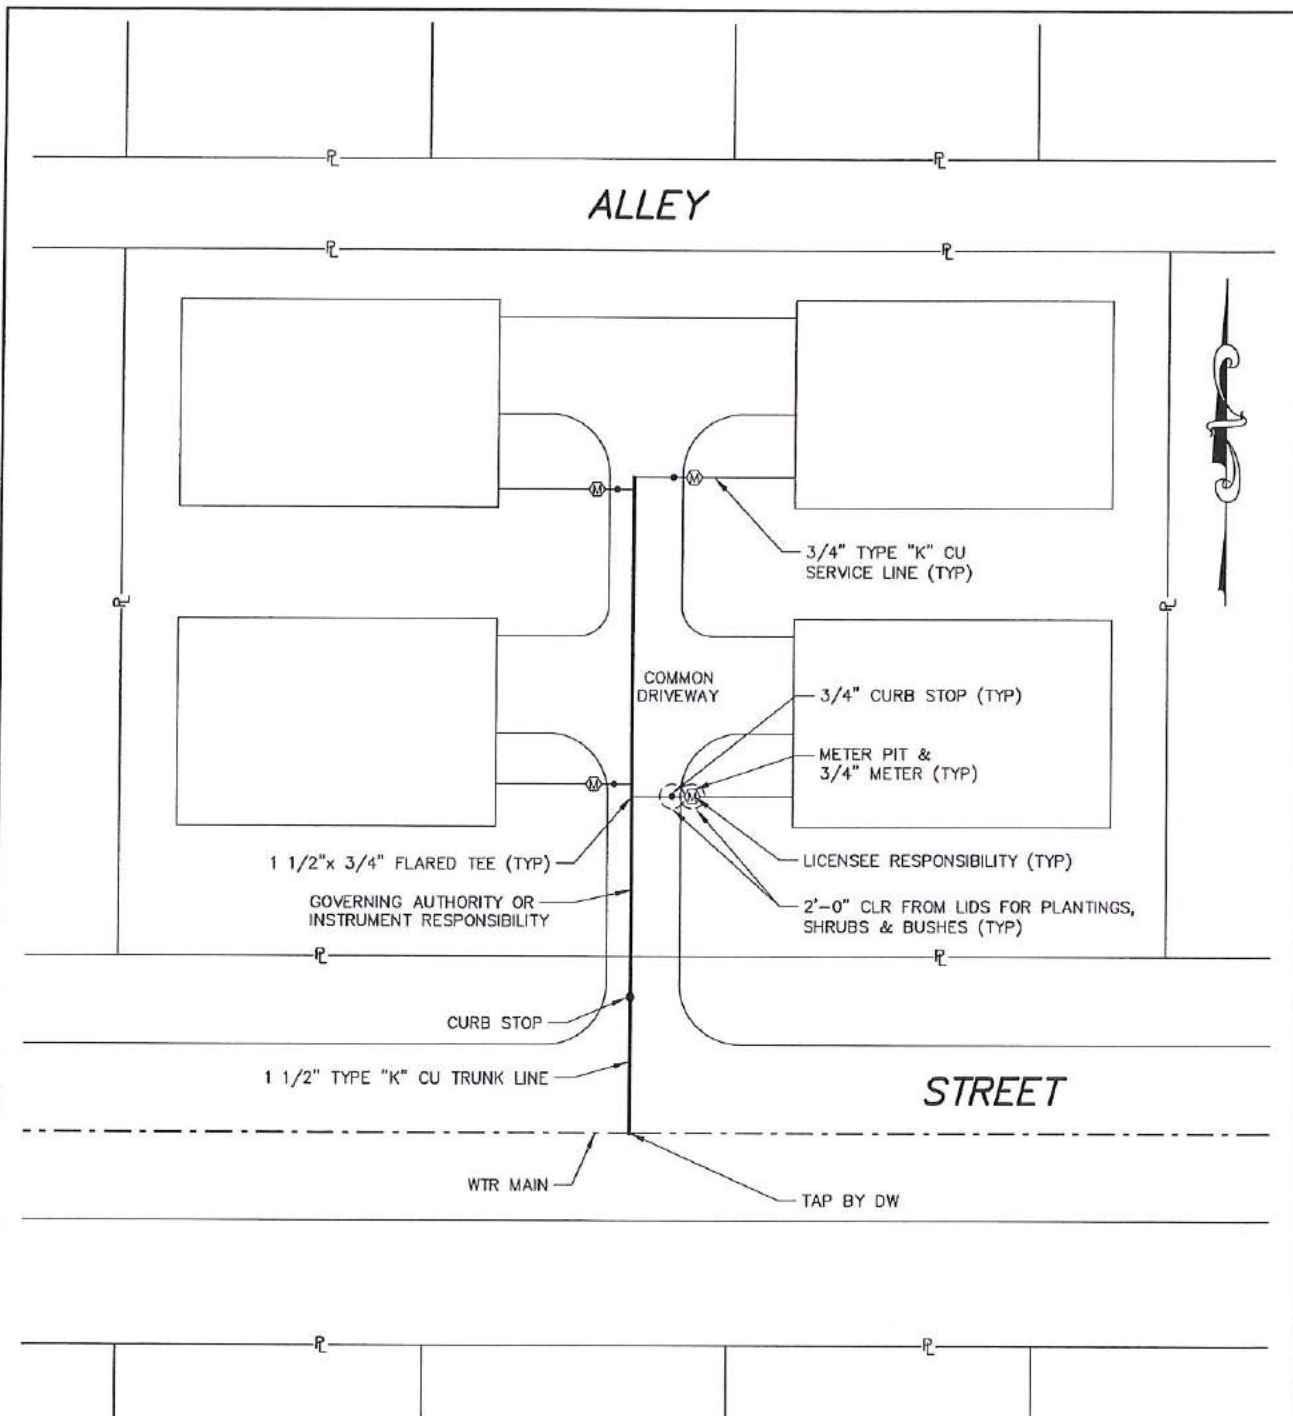 ℄
℄
ALLEY
℄
℄
M
M
3/4" TYPE "K" CU
SERVICE LINE (TYP)
℄
℄
COMMON
DRIVEWAY
3/4" CURB STOP (TYP)
METER PIT &
3/4" METER (TYP)
M
M
1 1/2"x 3/4" FLARED TEE (TYP)
LICENSEE RESPONSIBILITY (TYP)
GOVERNING AUTHORITY OR
INSTRUMENT RESPONSIBILITY
2'-0" CLR FROM LIDS FOR PLANTINGS,
SHRUBS & BUSHES (TYP)
℄
℄
CURB STOP
1 1/2" TYPE "K" CU TRUNK LINE
STREET
WTR MAIN
TAP BY DW
℄
℄